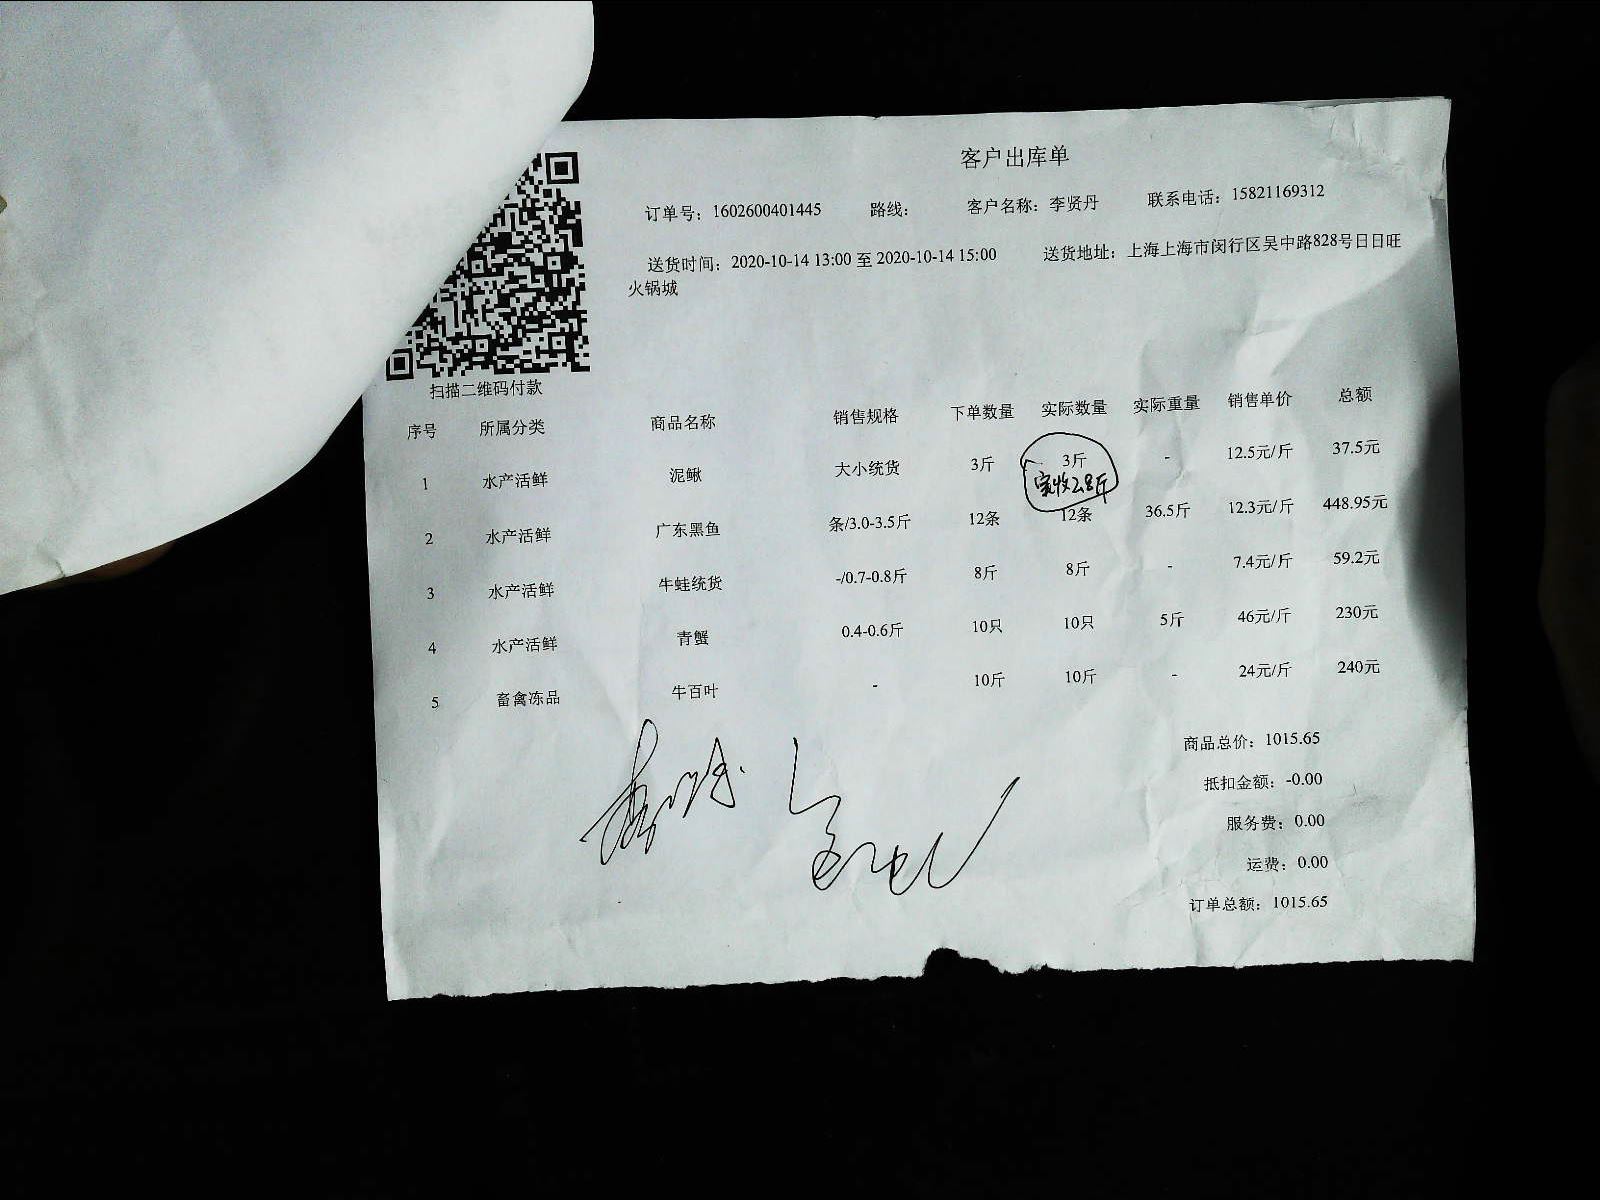 客户出库单
订单号：1602600401445 路线： 客户名称：李贤丹 联系电话：15821169312
送货时间：2020-10-14 13:00 至 2020-10-14 15:00 送货地址：上海上海市闵行区吴中路828号日日旺
火锅城
扫描二维码付款
序号 所属分类 商品名称 销售规格 下单数量 实际数量 实际重量 销售单价 总额
1 水产活鲜 泥鳅 大小统货 3斤 3斤 - 12.5元/斤 37.5元
实收2.8斤
2 水产活鲜 广东黑鱼 条/3.0-3.5斤 12条 12条 36.5斤 12.3元/斤 448.95元
3 水产活鲜 牛蛙统货 -/0.7-0.8斤 8斤 8斤 - 7.4元/斤 59.2元
4 水产活鲜 青蟹 0.4-0.6斤 10只 10只 5斤 46元/斤 230元
5 畜禽冻品 牛百叶 - 10斤 10斤 - 24元/斤 240元
商品总价：1015.65
抵扣金额：-0.00
服务费：0.00
运费：0.00
订单总额：1015.65